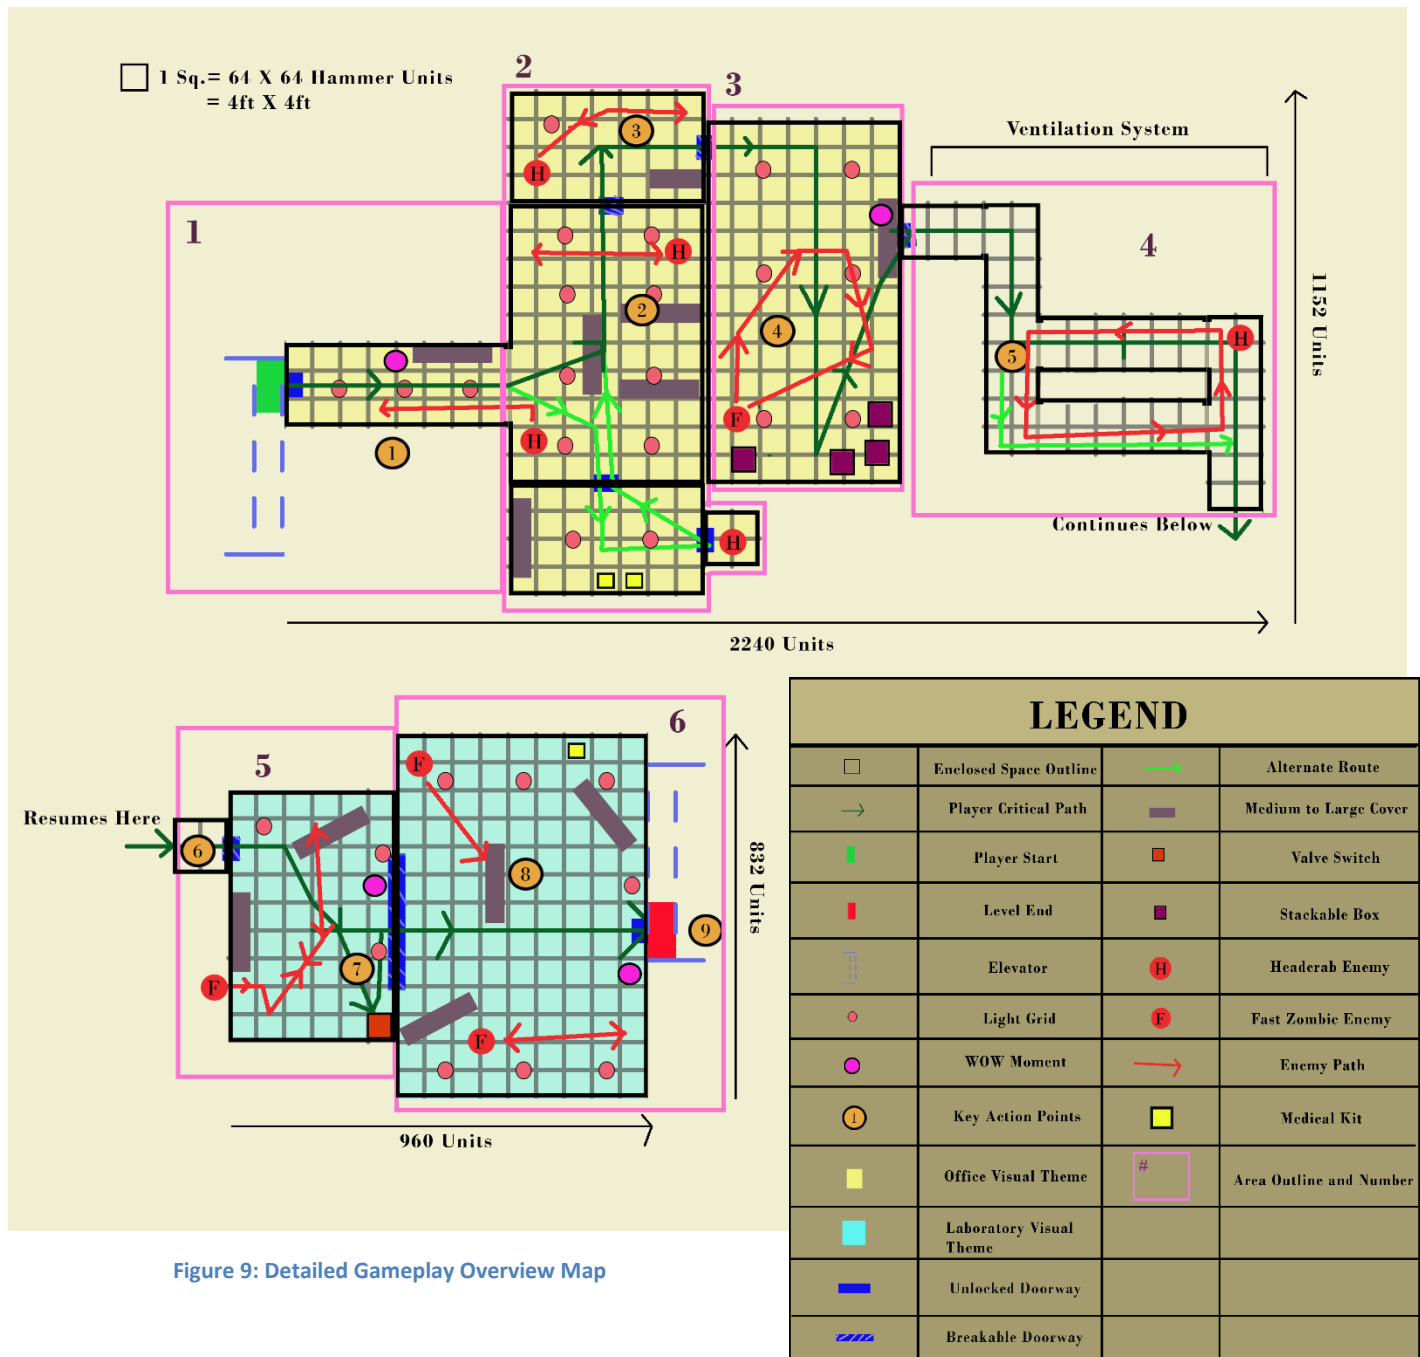 1 Sq.= 64 X 64 Hammer Units
= 4ft X 4ft
2
3
Ventilation System
1
4
3
H
H
2
4
5
H
H
F
1
H
1152 Units
Continues Below
2240 Units
5
6
Resumes Here
6
F
8
7
9
F
F
832 Units
960 Units
LEGEND
Enclosed Space Outline
Alternate Route
Player Critical Path
Medium to Large Cover
Player Start
Valve Switch
Level End
Stackable Box
Elevator
H
Headcrab Enemy
Light Grid
F
Fast Zombie Enemy
WOW Moment
Enemy Path
1
Key Action Points
Medical Kit
Office Visual Theme
#
Area Outline and Number
Laboratory Visual
Theme
Unlocked Doorway
Breakable Doorway
Figure 9: Detailed Gameplay Overview Map